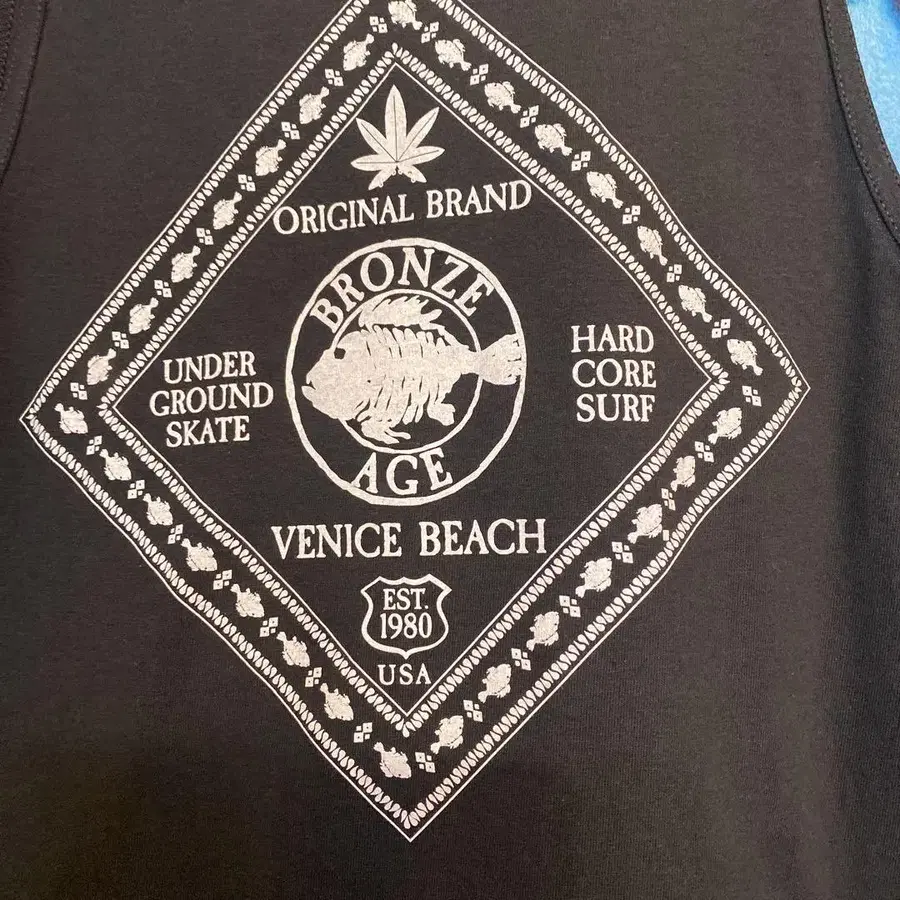 ORIGINAL BRAND
BRONZE
AGE
UNDER
GROUND
SKATE
HARD
CORE
SURF
VENICE BEACH
EST.
1980
USA